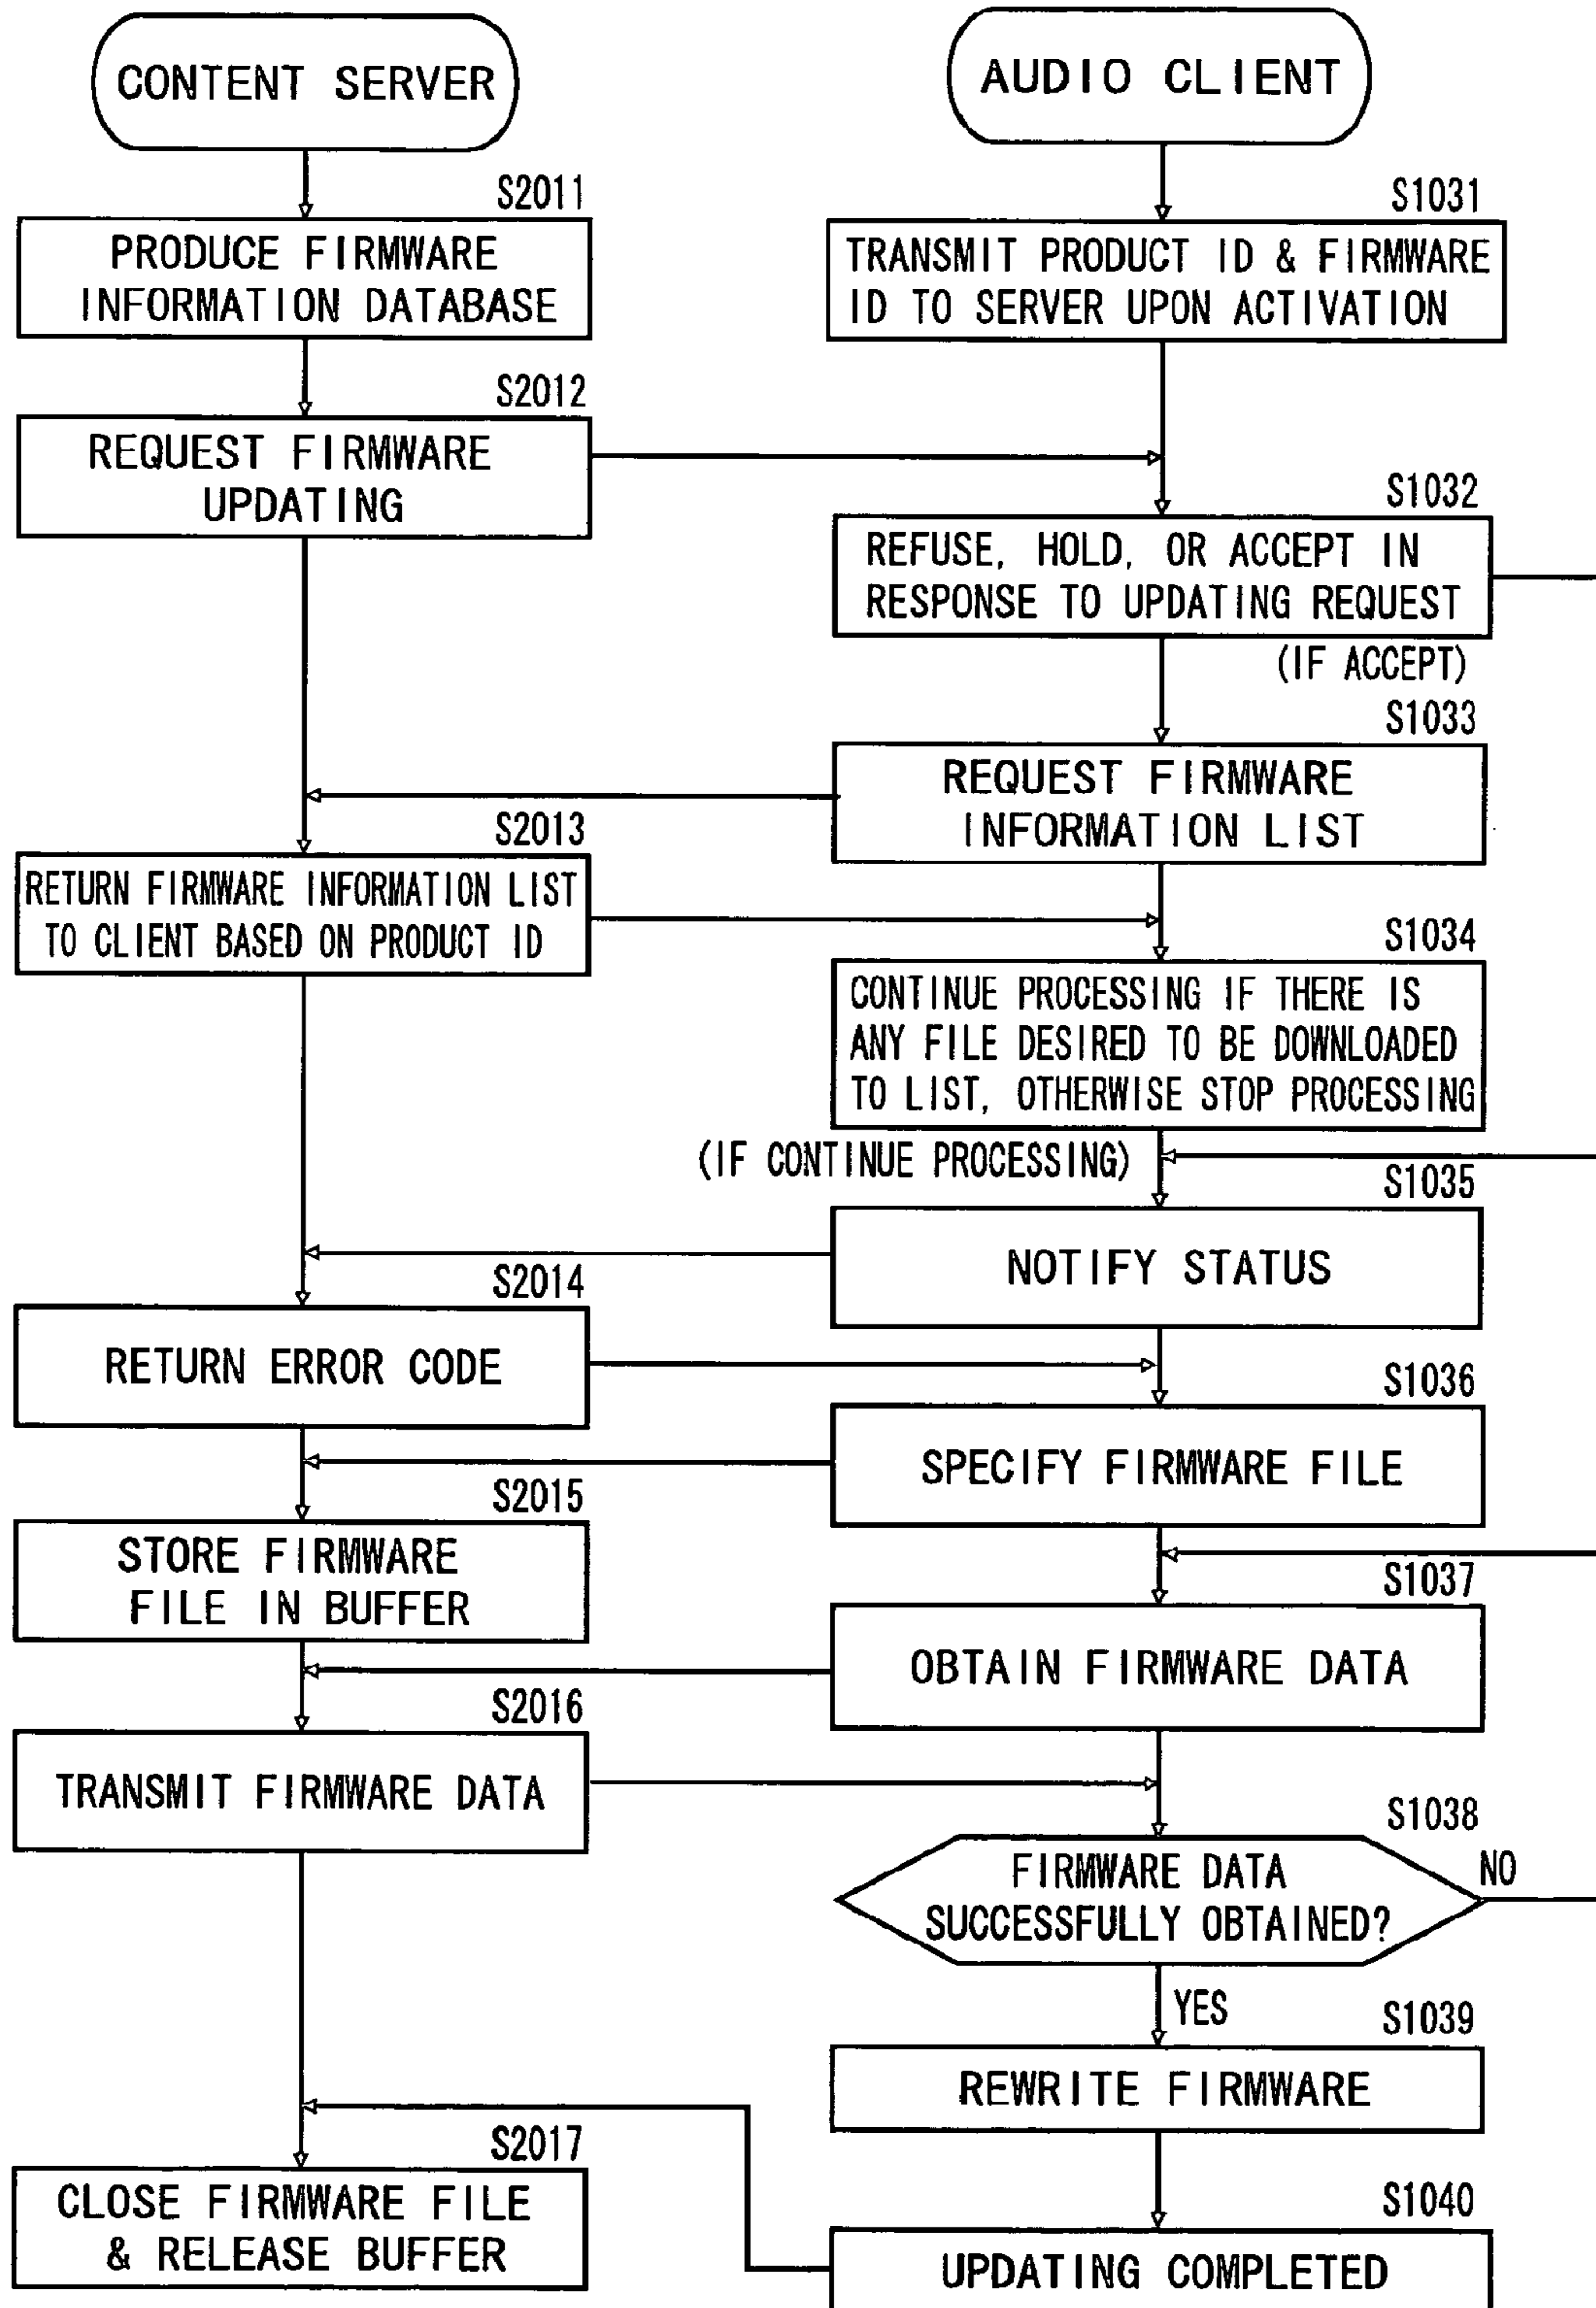 CONTENT SERVER
AUDIO CLIENT
S2011
PRODUCE FIRMWARE
INFORMATION DATABASE
S1031
TRANSMIT PRODUCT ID & FIRMWARE
ID TO SERVER UPON ACTIVATION
S2012
REQUEST FIRMWARE
UPDATING
S1032
REFUSE, HOLD, OR ACCEPT IN
RESPONSE TO UPDATING REQUEST
(IF ACCEPT)
S1033
REQUEST FIRMWARE
INFORMATION LIST
S2013
RETURN FIRMWARE INFORMATION LIST
TO CLIENT BASED ON PRODUCT ID
S1034
CONTINUE PROCESSING IF THERE IS
ANY FILE DESIRED TO BE DOWNLOADED
TO LIST, OTHERWISE STOP PROCESSING
(IF CONTINUE PROCESSING)
S1035
NOTIFY STATUS
S2014
RETURN ERROR CODE
S1036
SPECIFY FIRMWARE FILE
S2015
STORE FIRMWARE
FILE IN BUFFER
S1037
OBTAIN FIRMWARE DATA
S2016
TRANSMIT FIRMWARE DATA
S1038
FIRMWARE DATA
SUCCESSFULLY OBTAINED?
NO
YES
S1039
REWRITE FIRMWARE
S2017
CLOSE FIRMWARE FILE
& RELEASE BUFFER
S1040
UPDATING COMPLETED